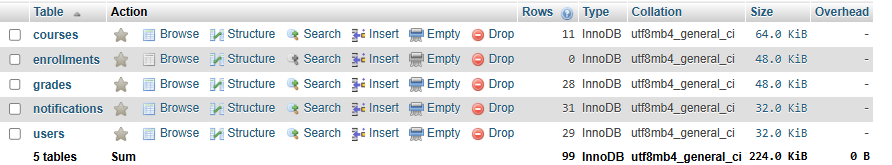 Table Action Rows Type Collation Size Overhead
courses Browse Structure Search Insert Empty Drop 11 InnoDB utf8mb4_general_ci 64.0 KiB -
enrollments Browse Structure Search Insert Empty Drop 0 InnoDB utf8mb4_general_ci 48.0 KiB -
grades Browse Structure Search Insert Empty Drop 28 InnoDB utf8mb4_general_ci 48.0 KiB -
notifications Browse Structure Search Insert Empty Drop 31 InnoDB utf8mb4_general_ci 32.0 KiB -
users Browse Structure Search Insert Empty Drop 29 InnoDB utf8mb4_general_ci 32.0 KiB -
5 tables Sum 99 InnoDB utf8mb4_general_ci 224.0 KiB 0 B